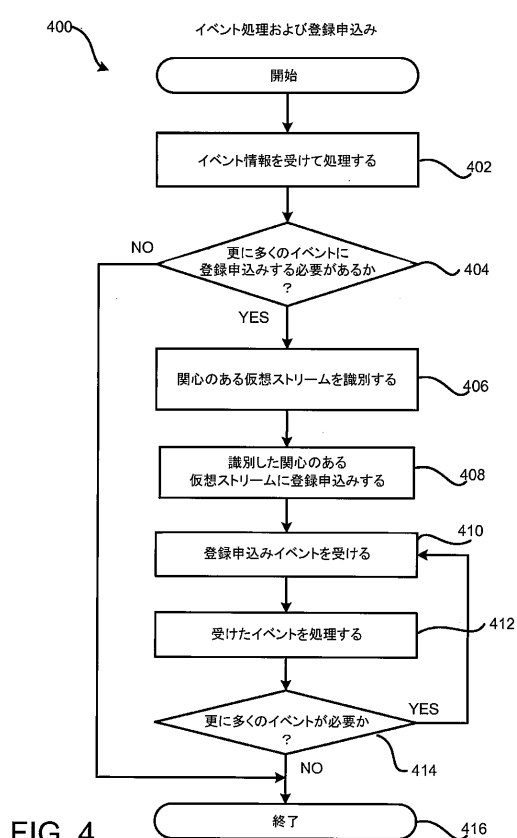 400
イベント処理および登録申込み
開始
イベント情報を受けて処理する
402
NO
更に多くのイベントに
登録申込みする必要があるか
?
404
YES
関心のある仮想ストリームを識別する
406
識別した関心のある
仮想ストリームに登録申込みする
408
410
登録申込みイベントを受ける
受けたイベントを処理する
412
更に多くのイベントが必要か
?
YES
414
NO
終了
416
FIG. 4